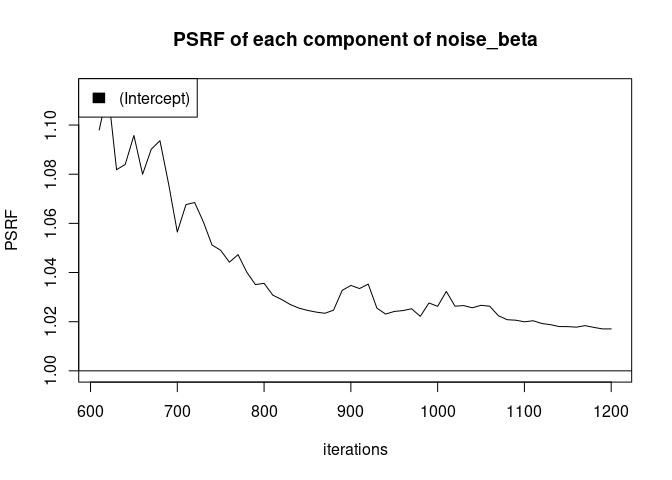 PSRF of each component of noise_beta
(Intercept)
1.10
1.08
1.06
1.04
1.02
1.00
PSRF
600 700 800 900 1000 1100 1200
iterations